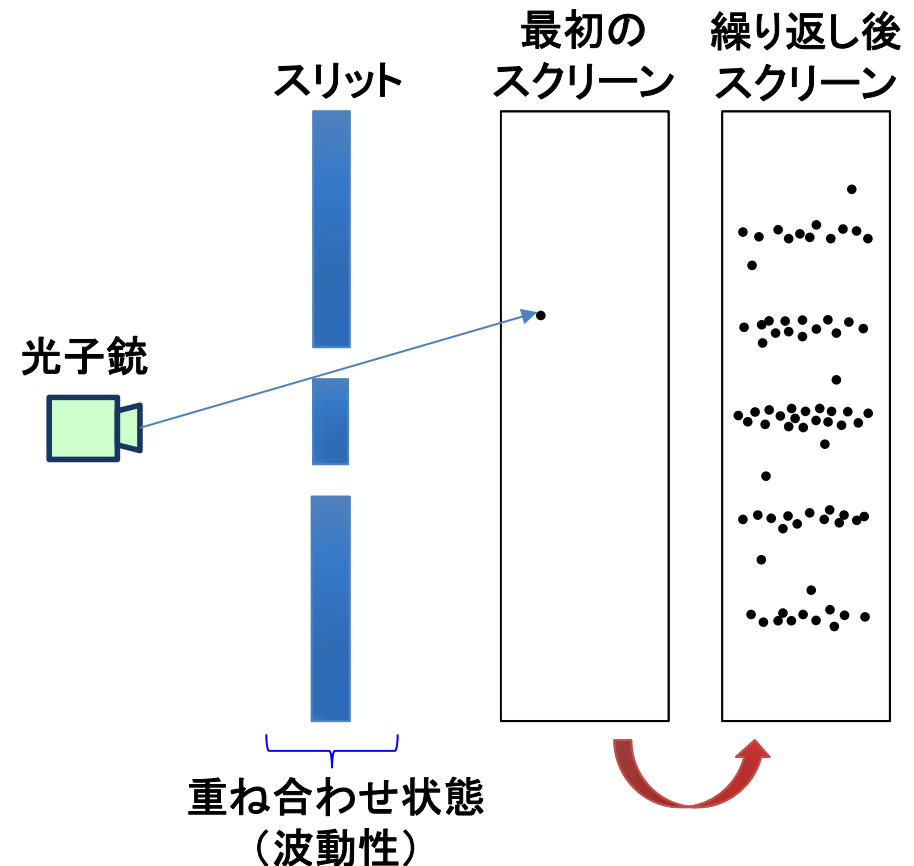 スリット
最初の
スクリーン
繰り返し後
スクリーン
光子銃
重ね合わせ状態
（波動性）